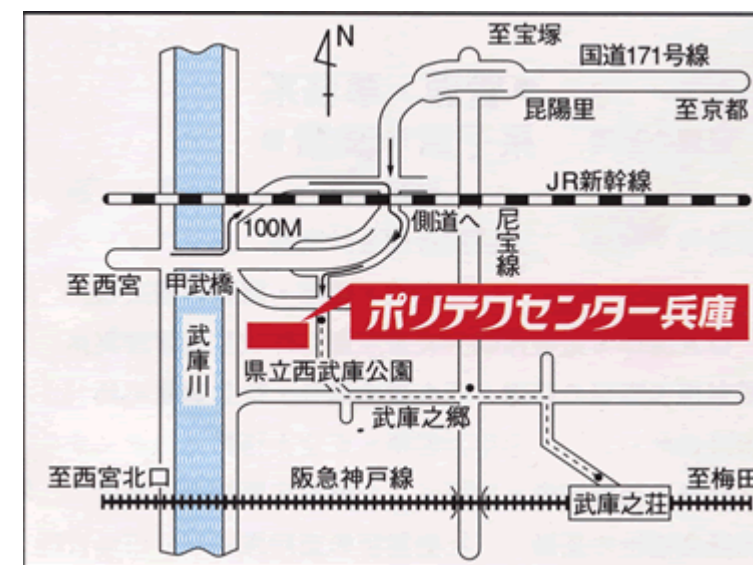 N
至宝塚
国道171号線
昆陽里
至京都
JR新幹線
100M
側道へ
尼宝線
至西宮
甲武橋
ポリテクセンター兵庫
武庫川
県立西武庫公園
武庫之郷
至西宮北口
阪急神戸線
至梅田
武庫之荘